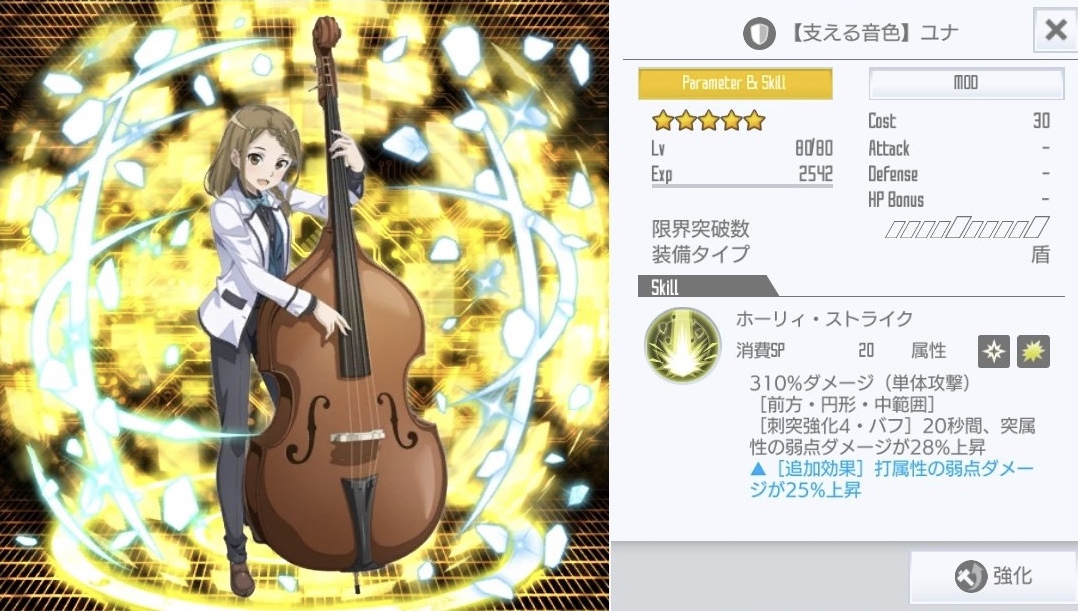 【支える音色】ユナ
Parameter & Skill
MOD
Lv 80/80
Exp 2542
Cost 30
Attack -
Defense -
HP Bonus -
限界突破数
装備タイプ 盾
Skill
ホーリィ・ストライク
消費SP 20 属性
310%ダメージ（単体攻撃）
［前方・円形・中範囲］
［刺突強化4・バフ］20秒間、突属
性の弱点ダメージが28%上昇
▲［追加効果］打属性の弱点ダメー
ジが25%上昇
強化